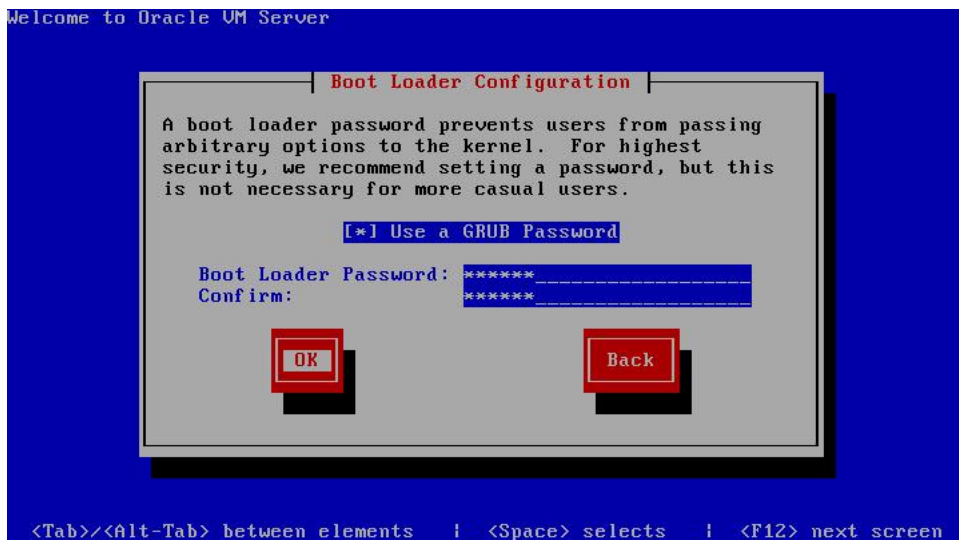 Welcome to Oracle VM Server
Boot Loader Configuration
A boot loader password prevents users from passing
arbitrary options to the kernel.  For highest
security, we recommend setting a password, but this
is not necessary for more casual users.
[*] Use a GRUB Password
Boot Loader Password: ******__________________
Confirm: ******__________________
OK Back
<Tab>/<Alt-Tab> between elements | <Space> selects | <F12> next screen